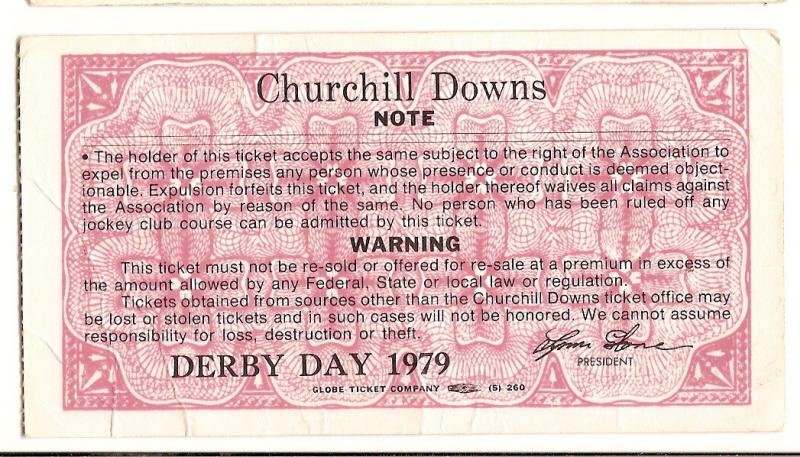 Churchill Downs
NOTE
• The holder of this ticket accepts the same subject to the right of the Association to
expel from the premises any person whose presence or conduct is deemed object-
ionable. Expulsion forfeits this ticket, and the holder thereof waives all claims against
the Association by reason of the same. No person who has been ruled off any
jockey club course can be admitted by this ticket.
WARNING
This ticket must not be re-sold or offered for re-sale at a premium in excess of
the amount allowed by any Federal, State or local law or regulation.
Tickets obtained from sources other than the Churchill Downs ticket office may
be lost or stolen tickets and in such cases will not be honored. We cannot assume
responsibility for loss, destruction or theft.
Lynn Stone
PRESIDENT
DERBY DAY 1979
GLOBE TICKET COMPANY (5) 260